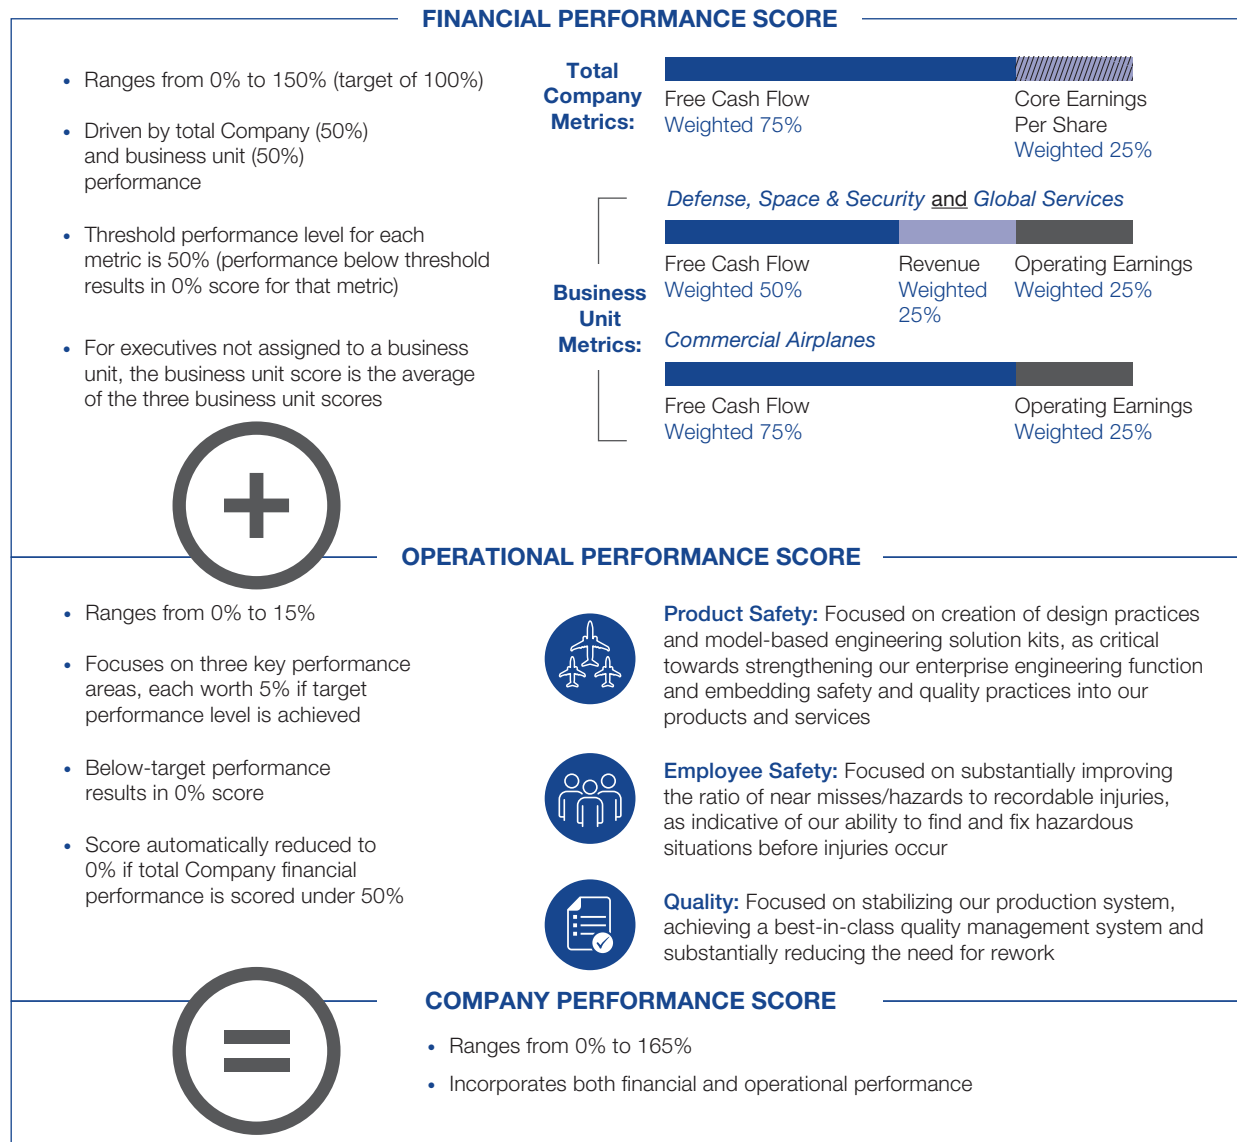 FINANCIAL PERFORMANCE SCORE
• Ranges from 0% to 150% (target of 100%)
• Driven by total Company (50%)
and business unit (50%)
performance
• Threshold performance level for each
metric is 50% (performance below threshold
results in 0% score for that metric)
• For executives not assigned to a business
unit, the business unit score is the average
of the three business unit scores
Total
Company
Metrics:
Free Cash Flow
Weighted 75%
Core Earnings
Per Share
Weighted 25%
Business
Unit
Metrics:
Defense, Space & Security and Global Services
Free Cash Flow
Weighted 50%
Revenue
Weighted
25%
Operating Earnings
Weighted 25%
Commercial Airplanes
Free Cash Flow
Weighted 75%
Operating Earnings
Weighted 25%
+
OPERATIONAL PERFORMANCE SCORE
• Ranges from 0% to 15%
• Focuses on three key performance
areas, each worth 5% if target
performance level is achieved
• Below-target performance
results in 0% score
• Score automatically reduced to
0% if total Company financial
performance is scored under 50%
Product Safety: Focused on creation of design practices
and model-based engineering solution kits, as critical
towards strengthening our enterprise engineering function
and embedding safety and quality practices into our
products and services
Employee Safety: Focused on substantially improving
the ratio of near misses/hazards to recordable injuries,
as indicative of our ability to find and fix hazardous
situations before injuries occur
Quality: Focused on stabilizing our production system,
achieving a best-in-class quality management system and
substantially reducing the need for rework
=
COMPANY PERFORMANCE SCORE
• Ranges from 0% to 165%
• Incorporates both financial and operational performance